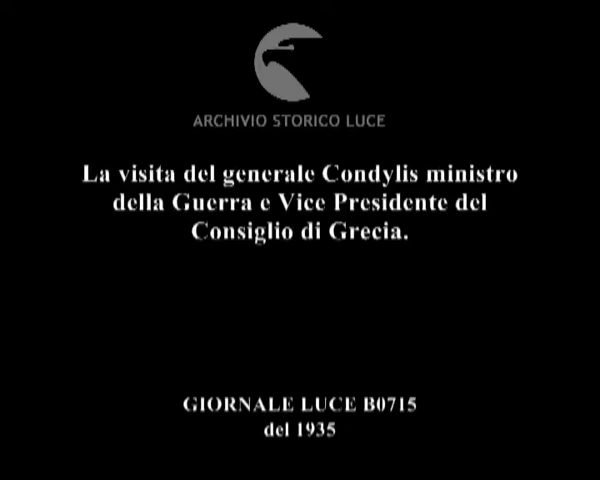 ARCHIVIO STORICO LUCE
La visita del generale Condylis ministro
della Guerra e Vice Presidente del
Consiglio di Grecia.
GIORNALE LUCE B0715
del 1935